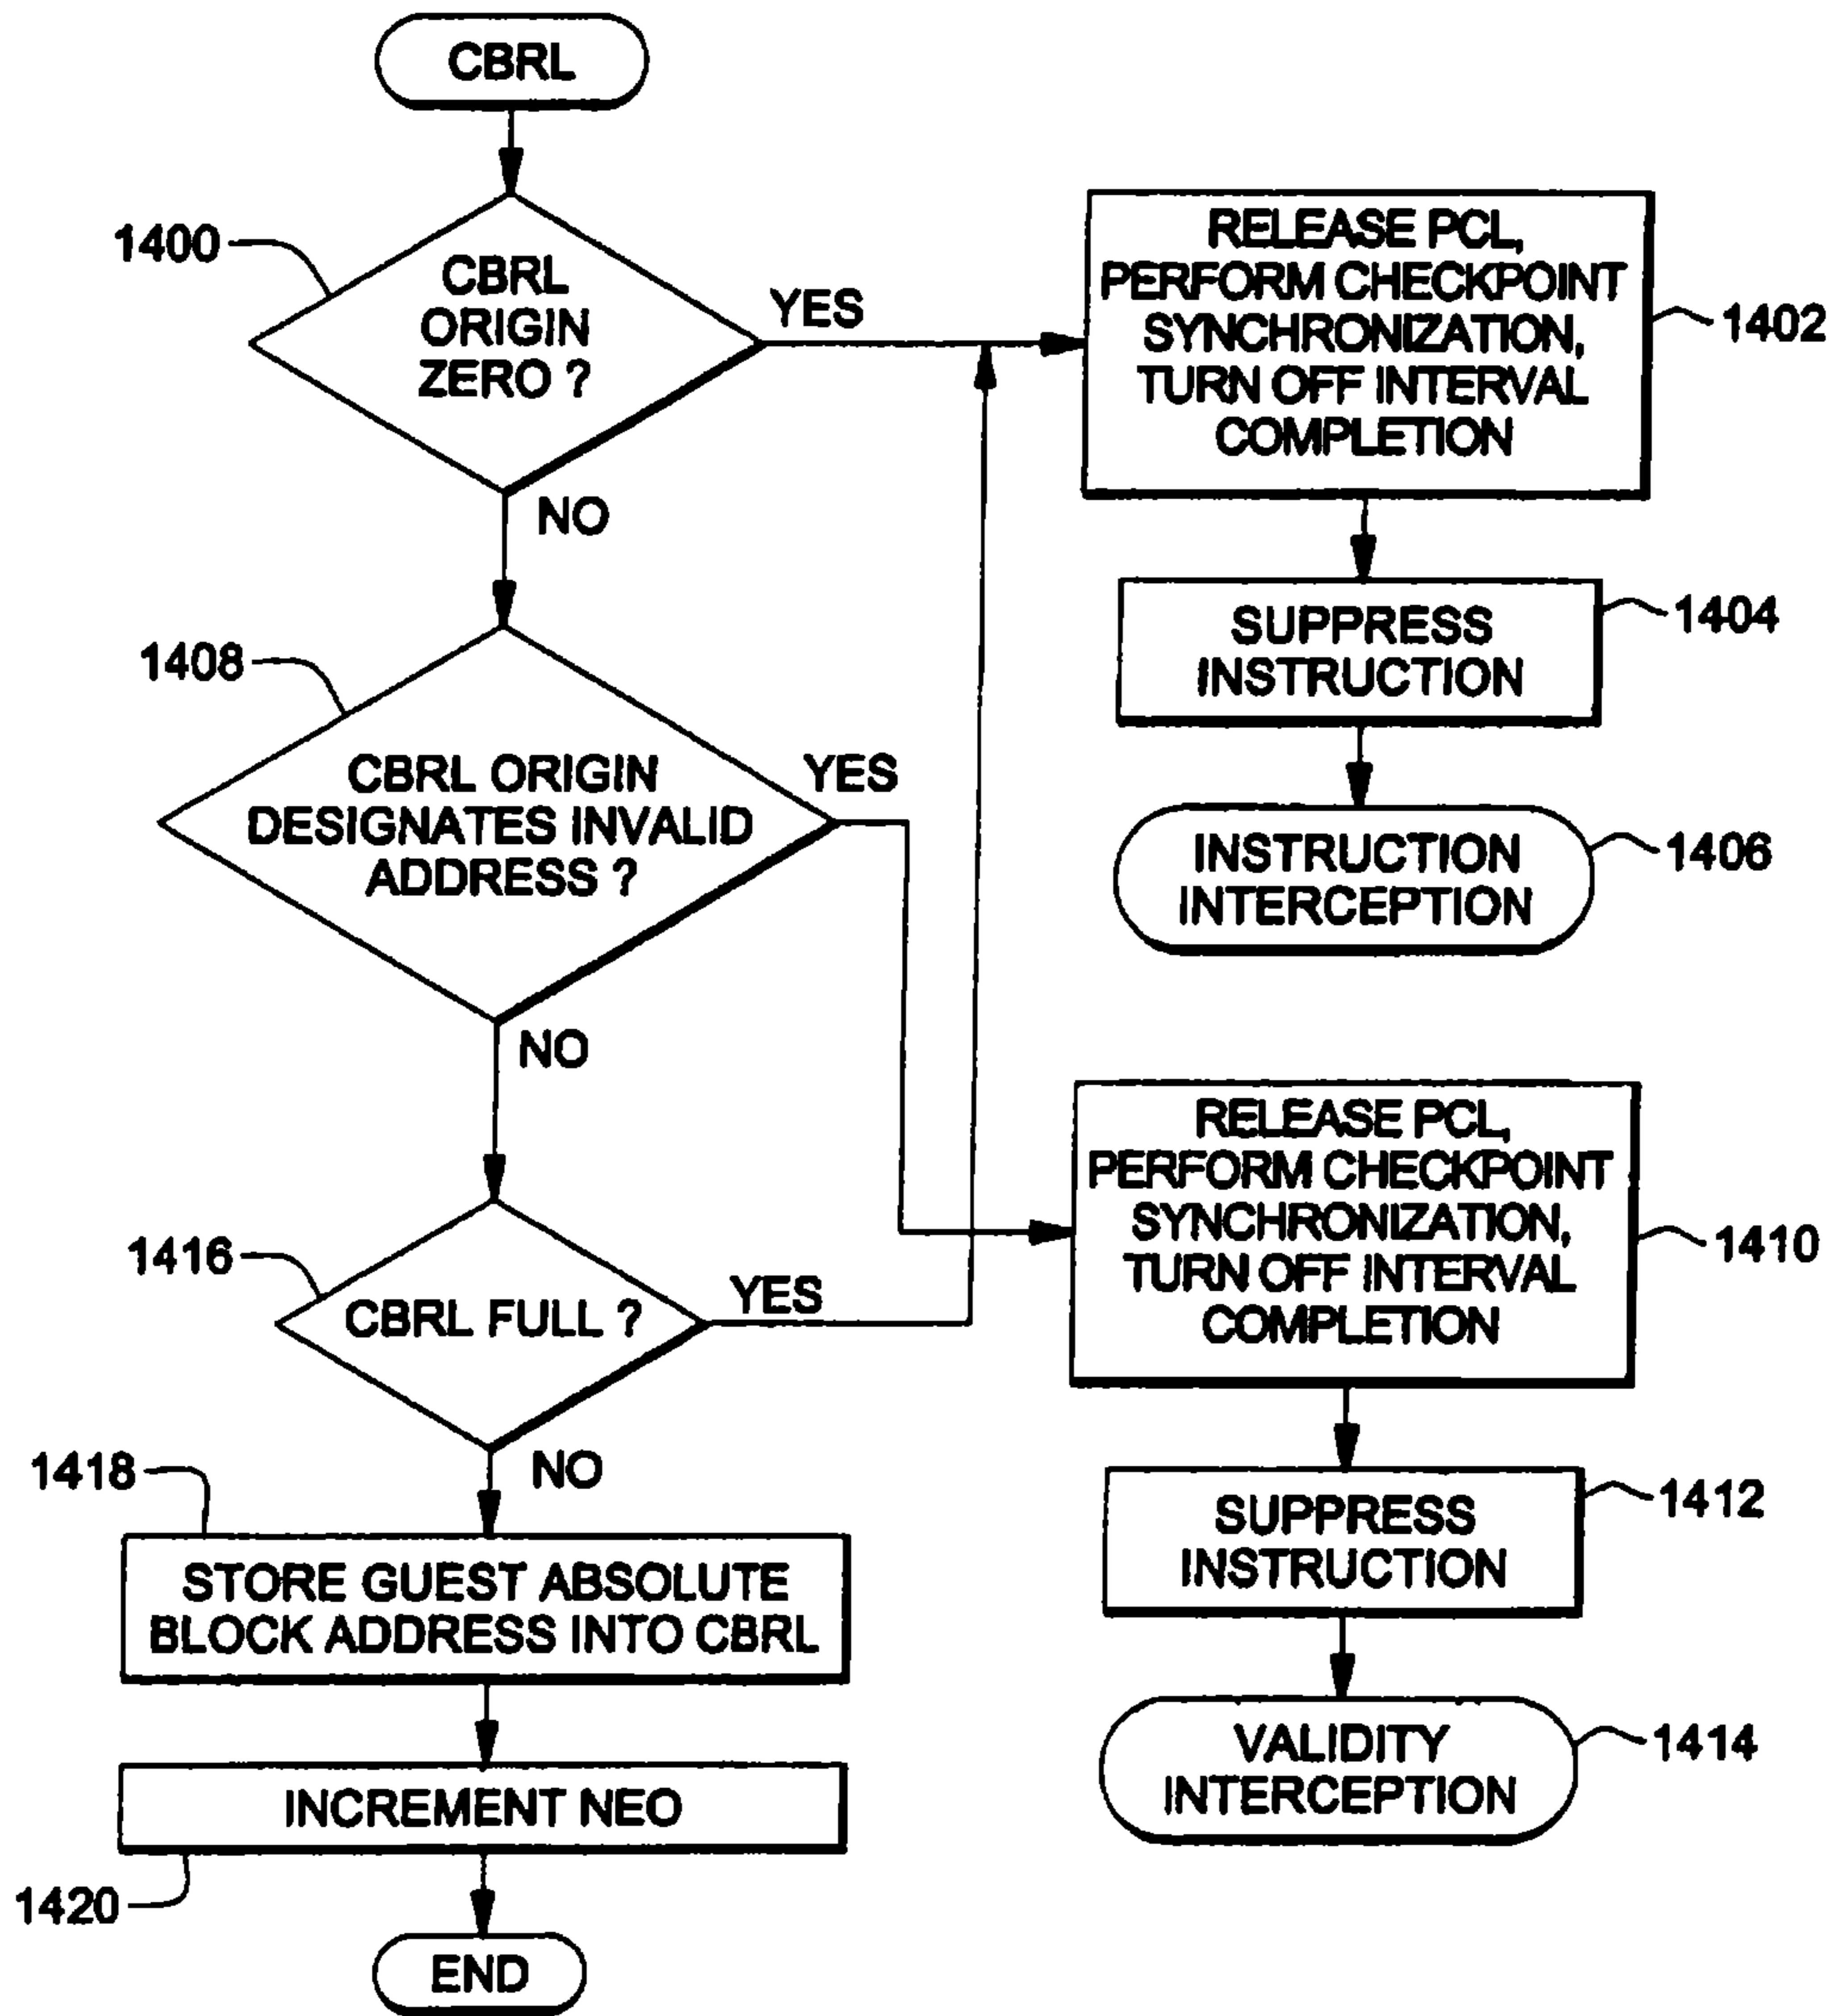 CBRL
1400
CBRL
ORIGIN
ZERO ?
YES
NO
RELEASE PCL,
PERFORM CHECKPOINT
SYNCHRONIZATION,
TURN OFF INTERVAL
COMPLETION
1402
SUPPRESS
INSTRUCTION
1404
INSTRUCTION
INTERCEPTION
1406
1408
CBRL ORIGIN
DESIGNATES INVALID
ADDRESS ?
YES
NO
RELEASE PCL,
PERFORM CHECKPOINT
SYNCHRONIZATION,
TURN OFF INTERVAL
COMPLETION
1410
SUPPRESS
INSTRUCTION
1412
VALIDITY
INTERCEPTION
1414
1416
CBRL FULL ?
YES
NO
1418
STORE GUEST ABSOLUTE
BLOCK ADDRESS INTO CBRL
INCREMENT NEO
1420
END